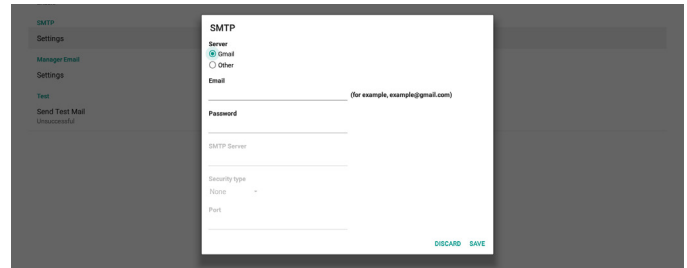 SMTP
Settings
Manager Email
Settings
Test
Send Test Mail
Unsuccessful
SMTP
Server
Gmail
Other
Email
(for example, example@gmail.com)
Password
SMTP Server
Security type
None
Port
DISCARD SAVE